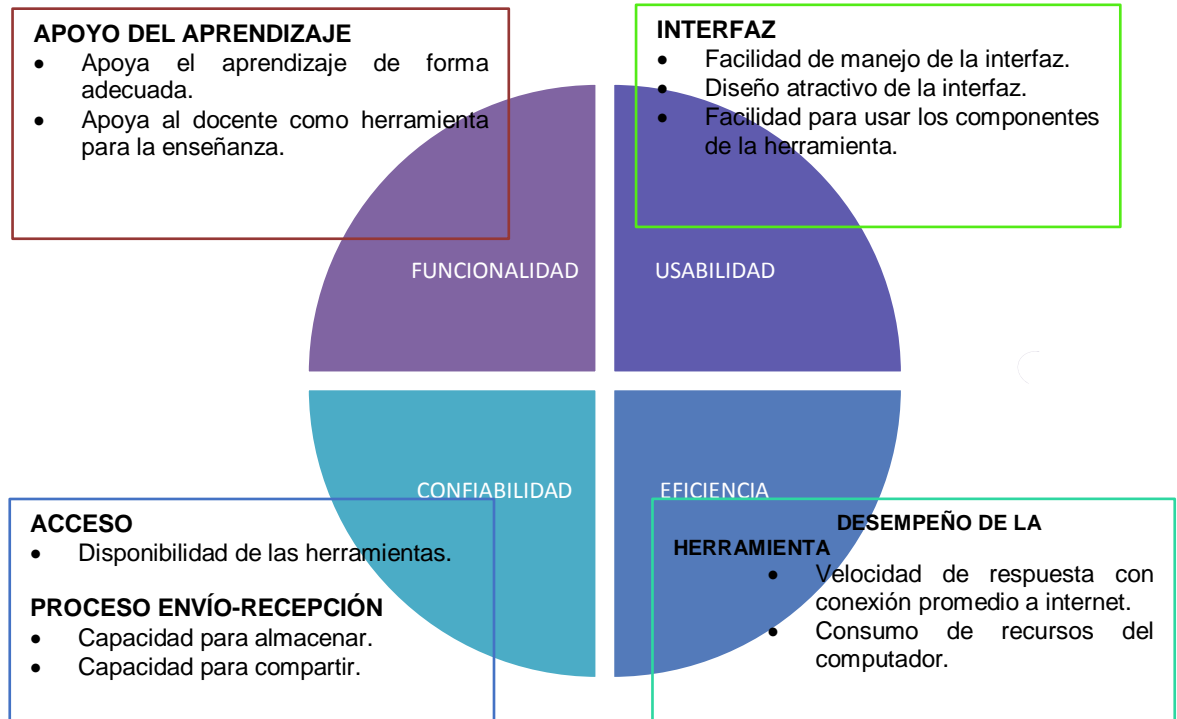 APOYO DEL APRENDIZAJE
• Apoya el aprendizaje de forma
adecuada.
• Apoya al docente como herramienta
para la enseñanza.
INTERFAZ
• Facilidad de manejo de la interfaz.
• Diseño atractivo de la interfaz.
• Facilidad para usar los componentes
de la herramienta.
FUNCIONALIDAD
USABILIDAD
CONFIABILIDAD
EFICIENCIA
ACCESO
• Disponibilidad de las herramientas.
PROCESO ENVÍO-RECEPCIÓN
• Capacidad para almacenar.
• Capacidad para compartir.
DESEMPEÑO DE LA
HERRAMIENTA
• Velocidad de respuesta con
conexión promedio a internet.
• Consumo de recursos del
computador.